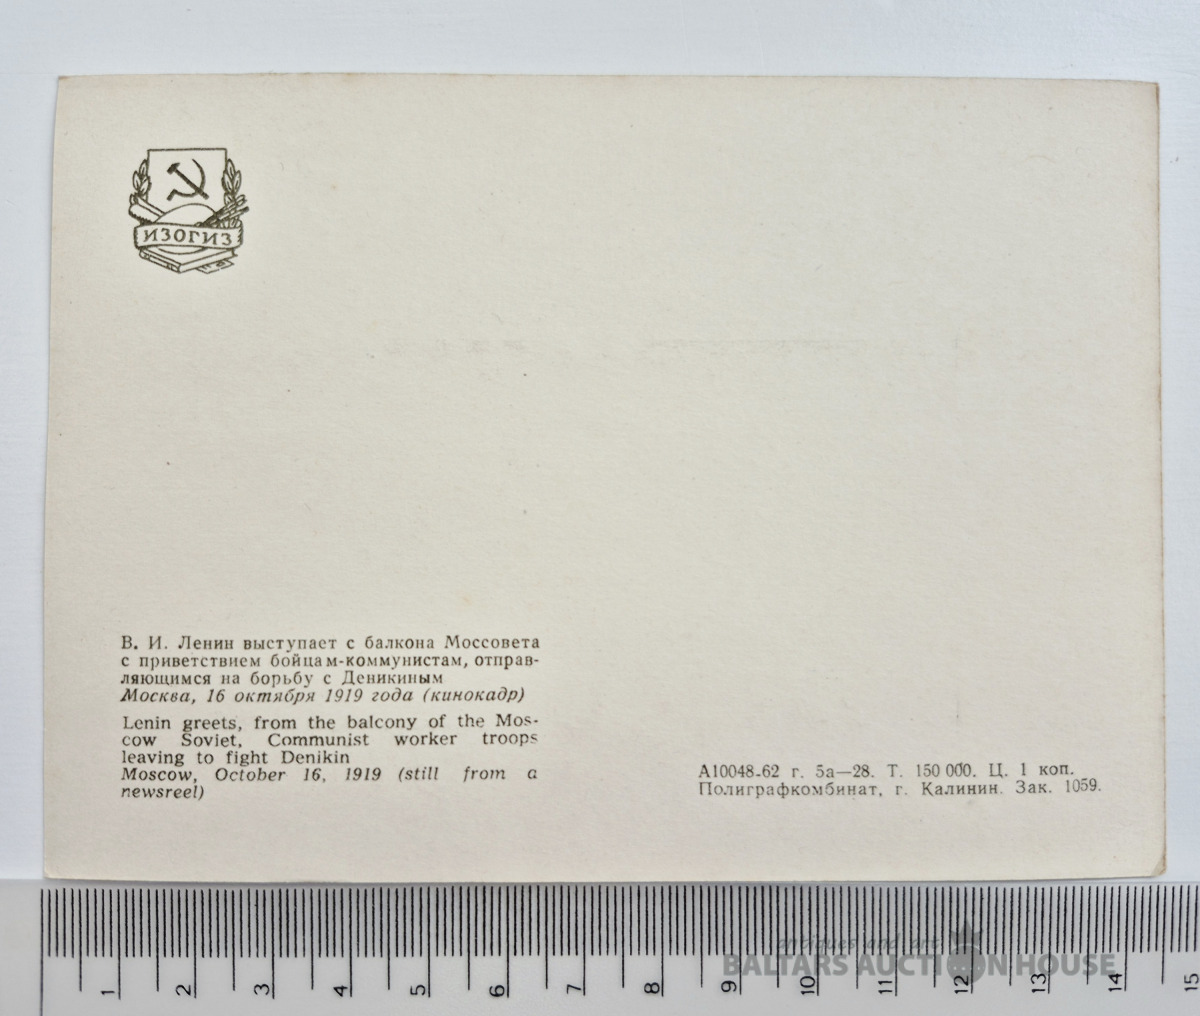 ИЗОГИЗ
В. И. Ленин выступает с балкона Моссовета
с приветствием бойцам-коммунистам, отправ-
ляющимся на борьбу с Деникиным
Москва, 16 октября 1919 года (кинокадр)
Lenin greets, from the balcony of the Mos-
cow Soviet, Communist worker troops
leaving to fight Denikin
Moscow, October 16, 1919 (still from a
newsreel)
А10048-62 г. 5а—28. Т. 150 000. Ц. 1 коп.
Полиграфкомбинат, г. Калинин. Зак. 1059.
antiques and art
BALTARS AUCTION HOUSE
1 2 3 4 5 6 7 8 9 10 11 12 13 14 15